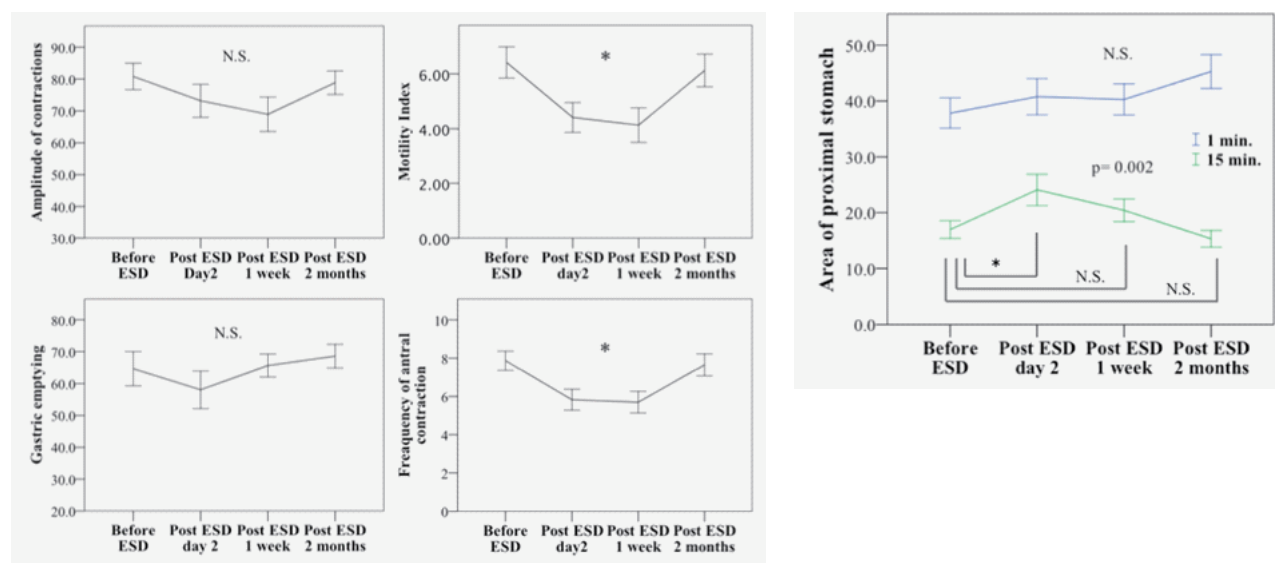 Amplitude of contractions
90.0
80.0
70.0
60.0
50.0
40.0
30.0
N.S.
Before ESD
Post ESD Day2
Post ESD 1 week
Post ESD 2 months
Motility Index
6.00
4.00
2.00
0.00
*
Before ESD
Post ESD day2
Post ESD 1 week
Post ESD 2 months
Gastric emptying
80.0
70.0
60.0
50.0
40.0
30.0
20.0
N.S.
Before ESD
Post ESD day 2
Post ESD 1 week
Post ESD 2 months
Freaquency of antral
contraction
10
8
6
4
2
0
*
Before ESD
Post ESD day2
Post ESD 1 week
Post ESD 2 months
Area of proximal stomach
50.0
40.0
30.0
20.0
10.0
0.0
N.S.
1 min.
15 min.
p= 0.002
*
N.S.
N.S.
Before ESD
Post ESD day 2
Post ESD 1 week
Post ESD 2 months